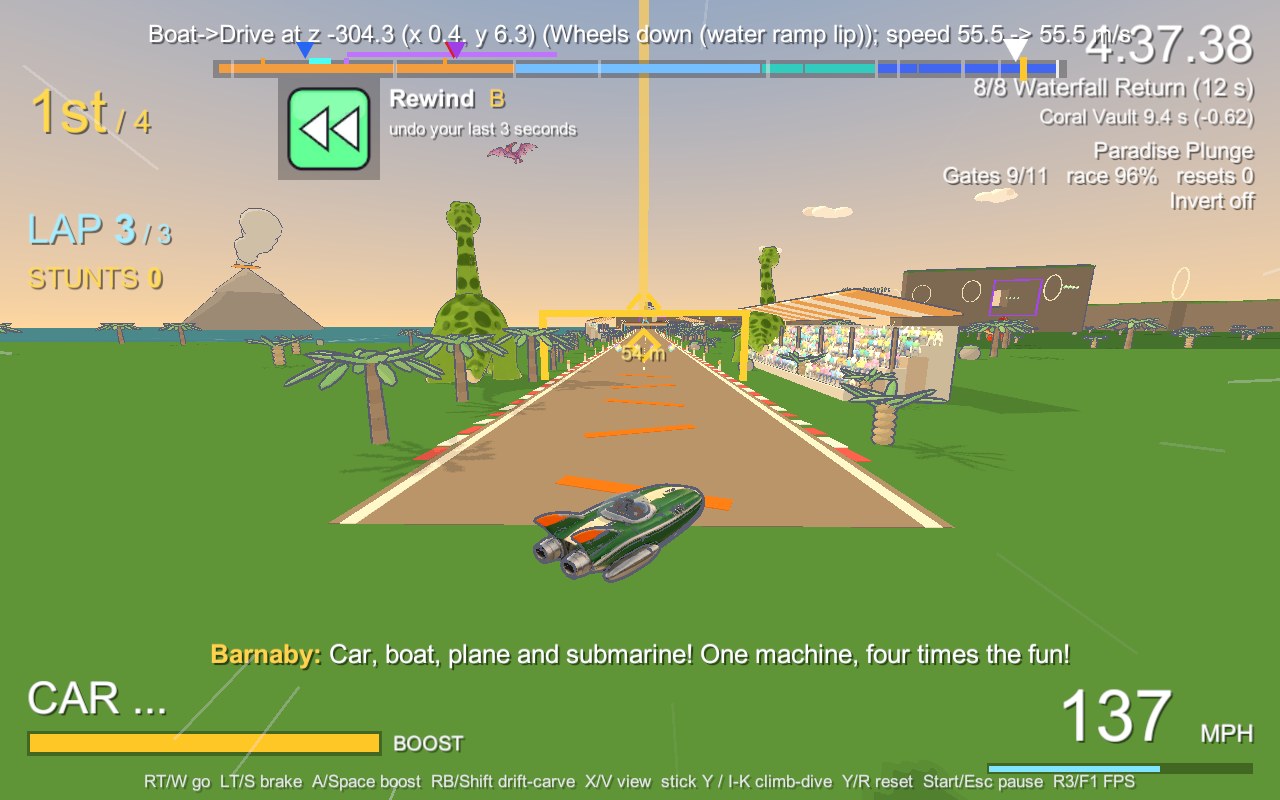 Boat->Drive at z -304.3 (x 0.4, y 6.3) (Wheels down (water ramp lip)); speed 55.5 -> 55.5 m/s
4:37.38
1st / 4
Rewind B
undo your last 3 seconds
8/8 Waterfall Return (12 s)
Coral Vault 9.4 s (-0.62)
Paradise Plunge
Gates 9/11 race 96% resets 0
Invert off
LAP 3 / 3
STUNTS 0
54 m
Barnaby: Car, boat, plane and submarine! One machine, four times the fun!
CAR ...
BOOST
137 MPH
RT/W go LT/S brake A/Space boost RB/Shift drift-carve X/V view stick Y / I-K climb-dive Y/R reset Start/Esc pause R3/F1 FPS